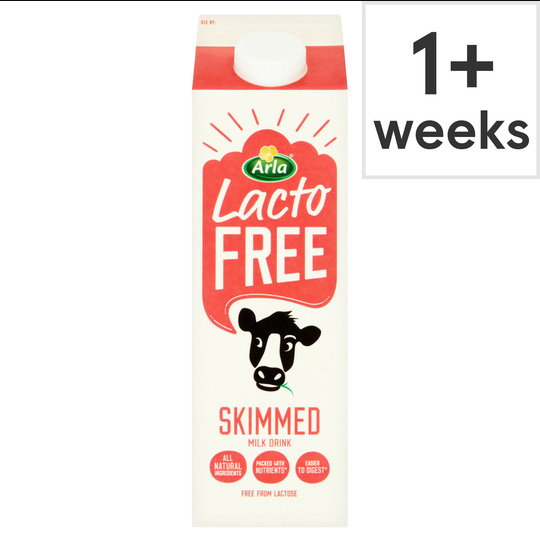 USE BY:
1+
weeks
Arla
Lacto
FREE
SKIMMED
MILK DRINK
ALL
NATURAL
INGREDIENTS
PACKED WITH
NUTRIENTS*
EASIER
TO DIGEST*
FREE FROM LACTOSE